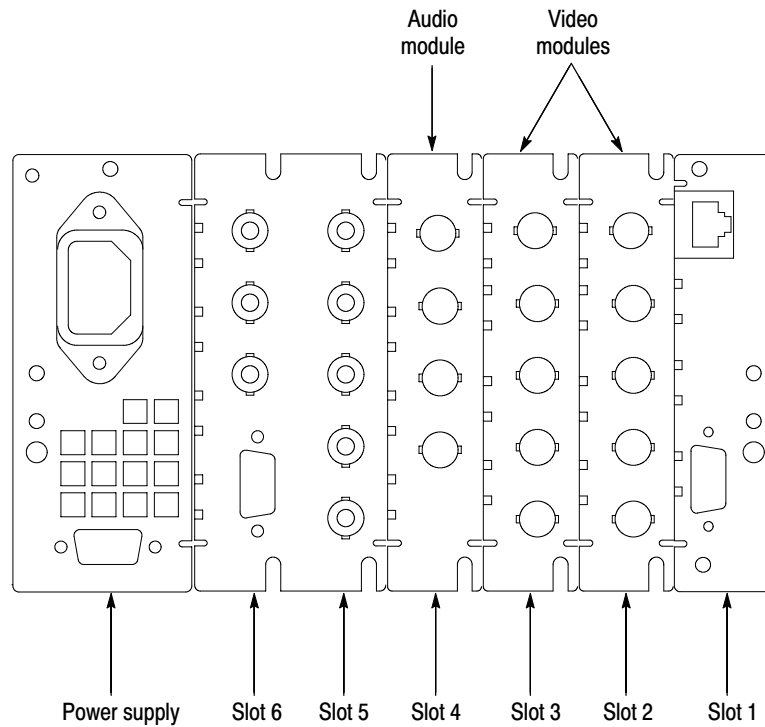 Audio
module
Video
modules
Power supply
Slot 6
Slot 5
Slot 4
Slot 3
Slot 2
Slot 1